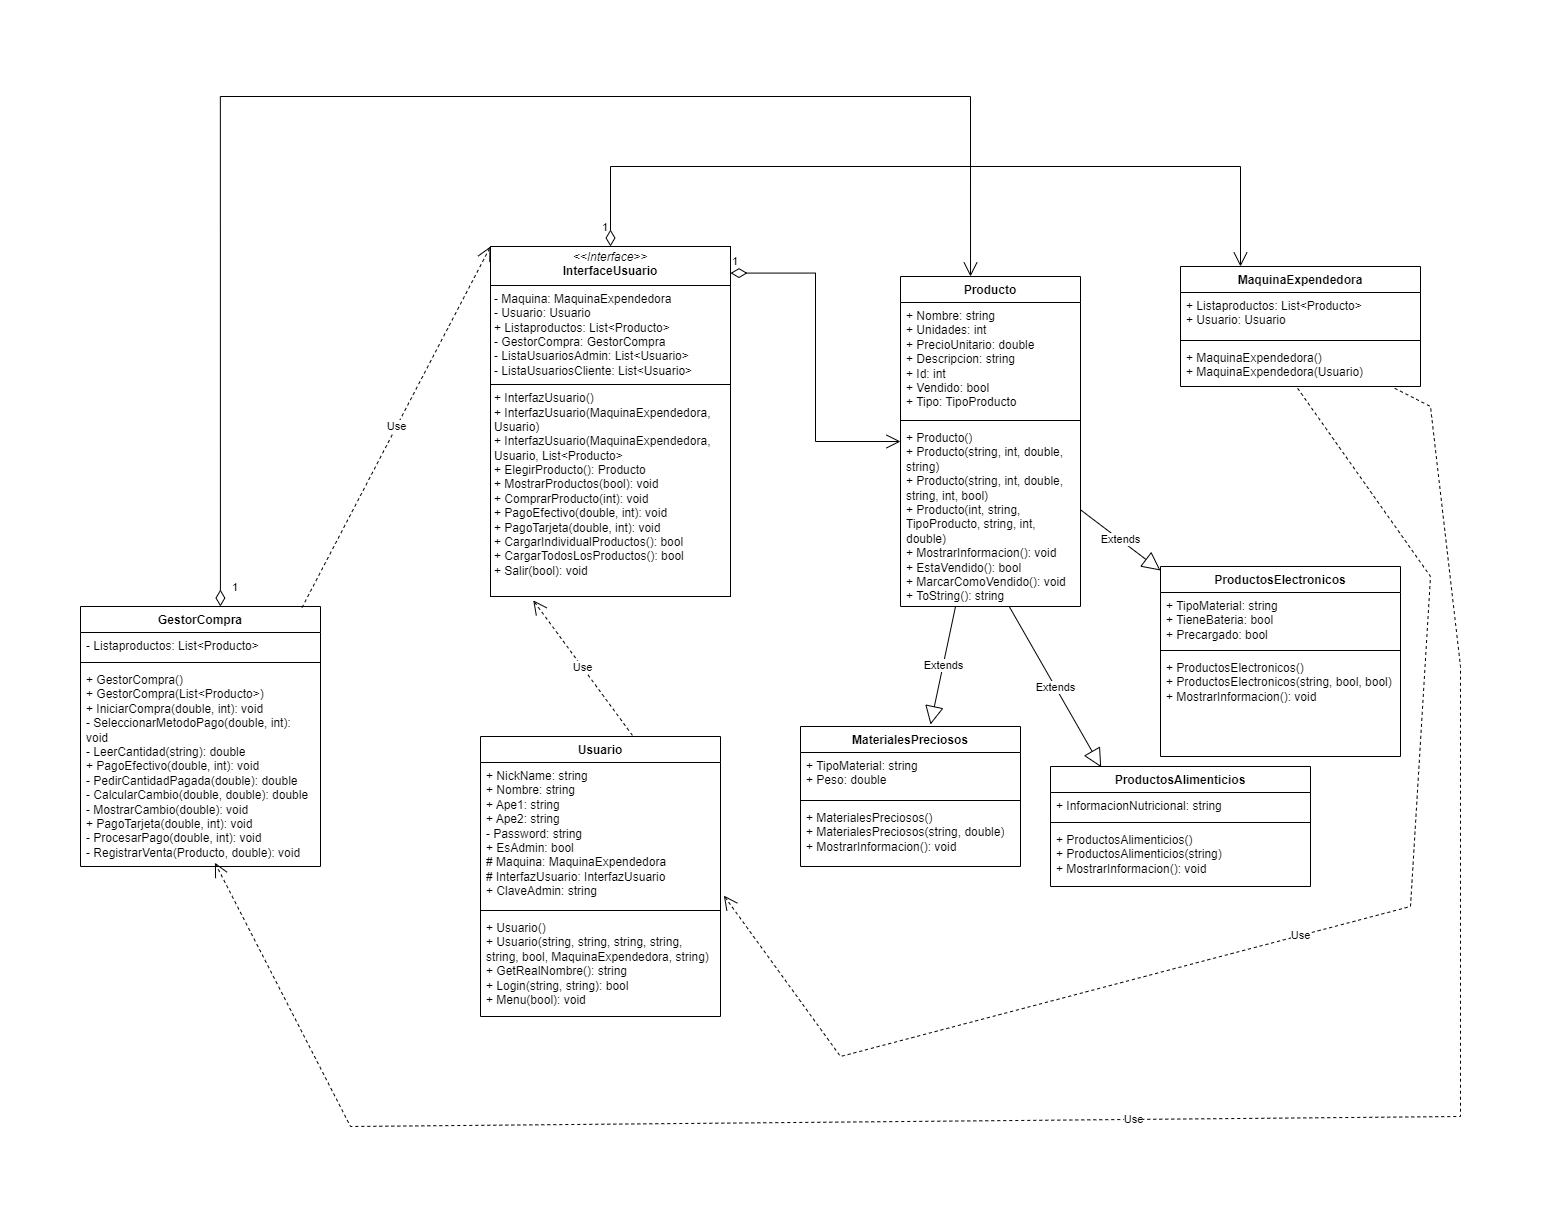 1
<<Interface>>
InterfaceUsuario
- Maquina: MaquinaExpendedora
- Usuario: Usuario
+ Listaproductos: List<Producto>
- GestorCompra: GestorCompra
- ListaUsuariosAdmin: List<Usuario>
- ListaUsuariosCliente: List<Usuario>
+ InterfazUsuario()
+ InterfazUsuario(MaquinaExpendedora,
Usuario)
+ InterfazUsuario(MaquinaExpendedora,
Usuario, List<Producto>
+ ElegirProducto(): Producto
+ MostrarProductos(bool): void
+ ComprarProducto(int): void
+ PagoEfectivo(double, int): void
+ PagoTarjeta(double, int): void
+ CargarIndividualProductos(): bool
+ CargarTodosLosProductos(): bool
+ Salir(bool): void
1
Producto
+ Nombre: string
+ Unidades: int
+ PrecioUnitario: double
+ Descripcion: string
+ Id: int
+ Vendido: bool
+ Tipo: TipoProducto
+ Producto()
+ Producto(string, int, double,
string)
+ Producto(string, int, double,
string, int, bool)
+ Producto(int, string,
TipoProducto, string, int,
double)
+ MostrarInformacion(): void
+ EstaVendido(): bool
+ MarcarComoVendido(): void
+ ToString(): string
MaquinaExpendedora
+ Listaproductos: List<Producto>
+ Usuario: Usuario
+ MaquinaExpendedora()
+ MaquinaExpendedora(Usuario)
Use
Extends
ProductosElectronicos
+ TipoMaterial: string
+ TieneBateria: bool
+ Precargado: bool
+ ProductosElectronicos()
+ ProductosElectronicos(string, bool, bool)
+ MostrarInformacion(): void
1
GestorCompra
- Listaproductos: List<Producto>
+ GestorCompra()
+ GestorCompra(List<Producto>)
+ IniciarCompra(double, int): void
- SeleccionarMetodoPago(double, int):
void
- LeerCantidad(string): double
+ PagoEfectivo(double, int): void
- PedirCantidadPagada(double): double
- CalcularCambio(double, double): double
- MostrarCambio(double): void
+ PagoTarjeta(double, int): void
- ProcesarPago(double, int): void
- RegistrarVenta(Producto, double): void
Use
Extends
Extends
Usuario
+ NickName: string
+ Nombre: string
+ Ape1: string
+ Ape2: string
- Password: string
+ EsAdmin: bool
# Maquina: MaquinaExpendedora
# InterfazUsuario: InterfazUsuario
+ ClaveAdmin: string
+ Usuario()
+ Usuario(string, string, string, string,
string, bool, MaquinaExpendedora, string)
+ GetRealNombre(): string
+ Login(string, string): bool
+ Menu(bool): void
MaterialesPreciosos
+ TipoMaterial: string
+ Peso: double
+ MaterialesPreciosos()
+ MaterialesPreciosos(string, double)
+ MostrarInformacion(): void
ProductosAlimenticios
+ InformacionNutricional: string
+ ProductosAlimenticios()
+ ProductosAlimenticios(string)
+ MostrarInformacion(): void
Use
Use